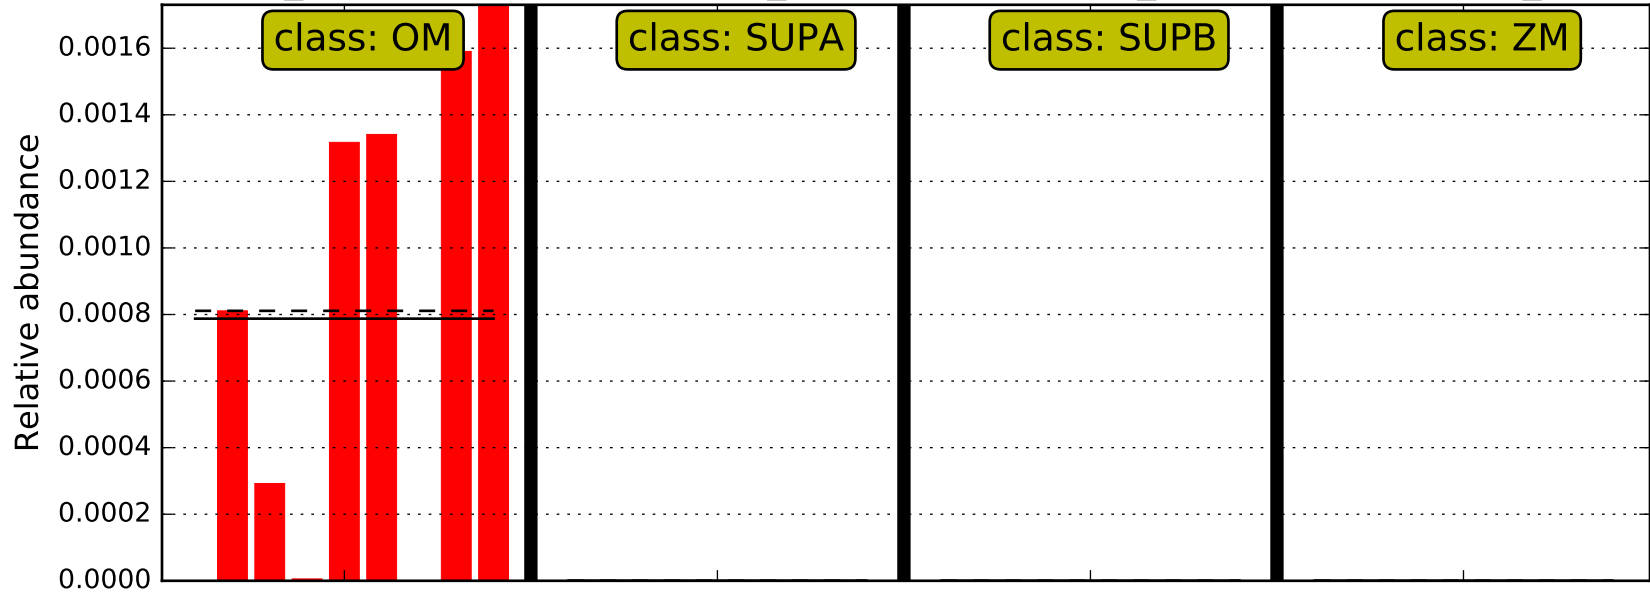 class: OM
class: SUPA
class: SUPB
class: ZM
Relative abundance
0.0016
0.0014
0.0012
0.0010
0.0008
0.0006
0.0004
0.0002
0.0000